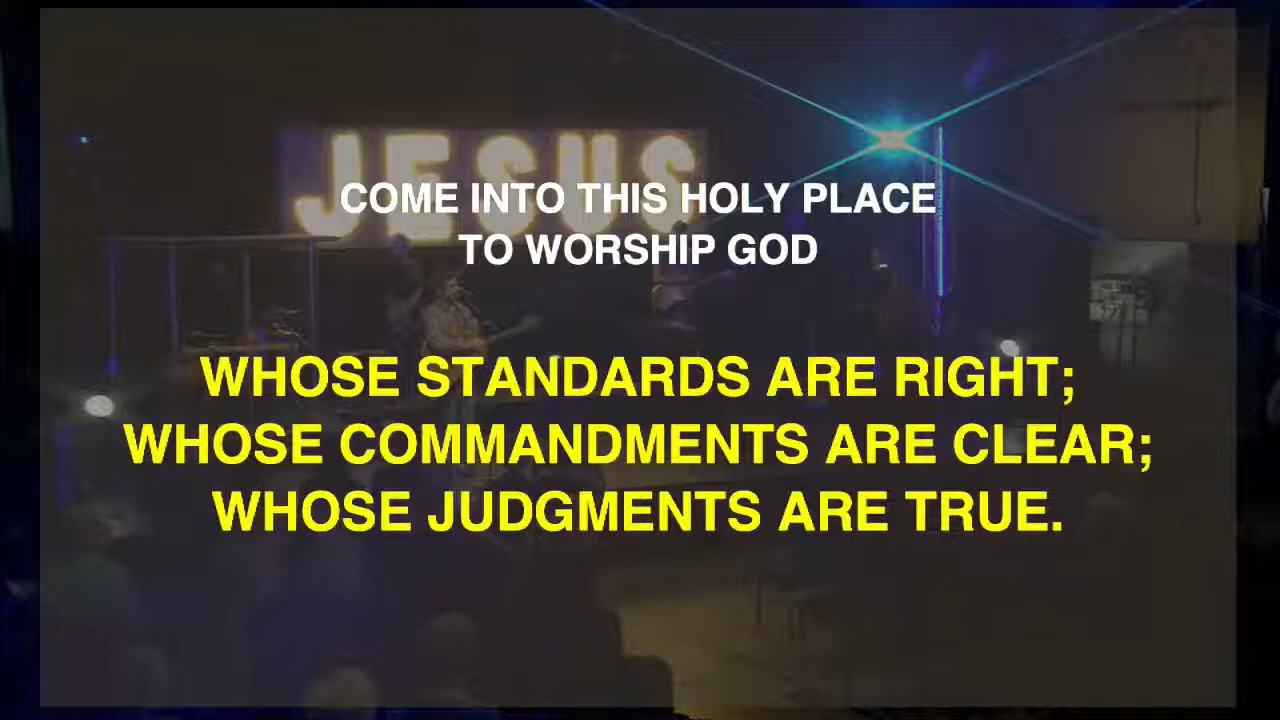 JESUS
COME INTO THIS HOLY PLACE
TO WORSHIP GOD
WHOSE STANDARDS ARE RIGHT;
WHOSE COMMANDMENTS ARE CLEAR;
WHOSE JUDGMENTS ARE TRUE.